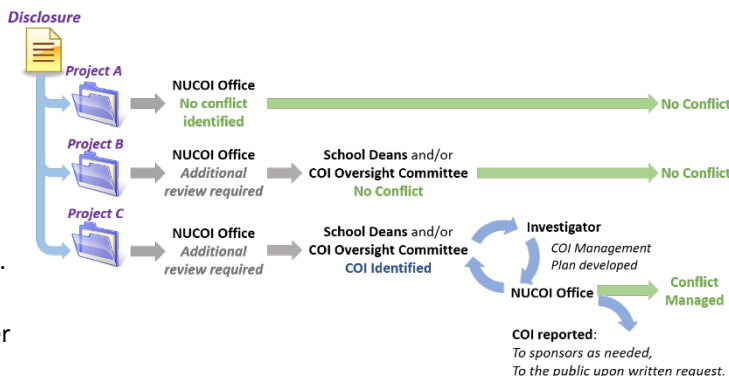 Disclosure
Project A
NUCOI Office
No conflict
identified
No Conflict
Project B
NUCOI Office
Additional
review required
School Deans and/or
COI Oversight Committee
No Conflict
No Conflict
Project C
NUCOI Office
Additional
review required
School Deans and/or
COI Oversight Committee
COI Identified
Investigator
COI Management
Plan developed
NUCOI Office
Conflict
Managed
COI reported:
To sponsors as needed,
To the public upon written request.
.
er